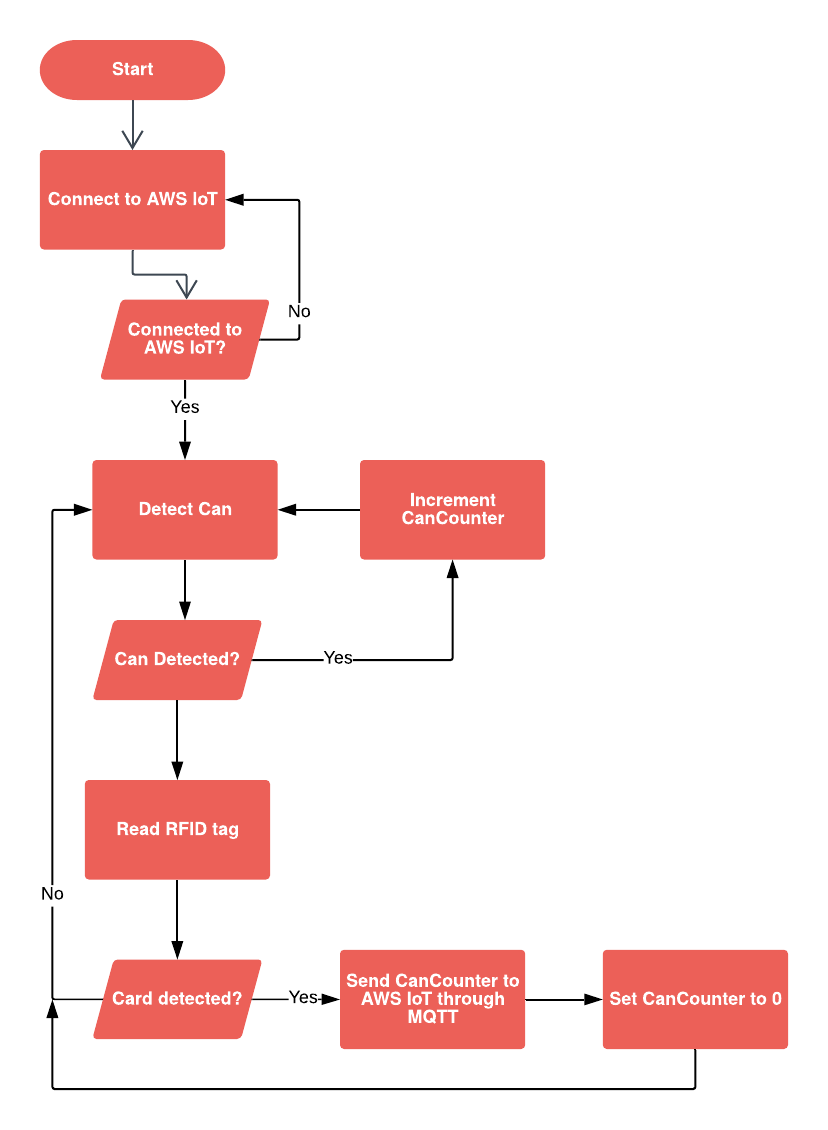 Start
Connect to AWS IoT
No
Connected to
AWS IoT?
Yes
Detect Can
Increment
CanCounter
Can Detected?
Yes
Read RFID tag
No
Card detected?
Yes
Send CanCounter to
AWS IoT through
MQTT
Set CanCounter to 0